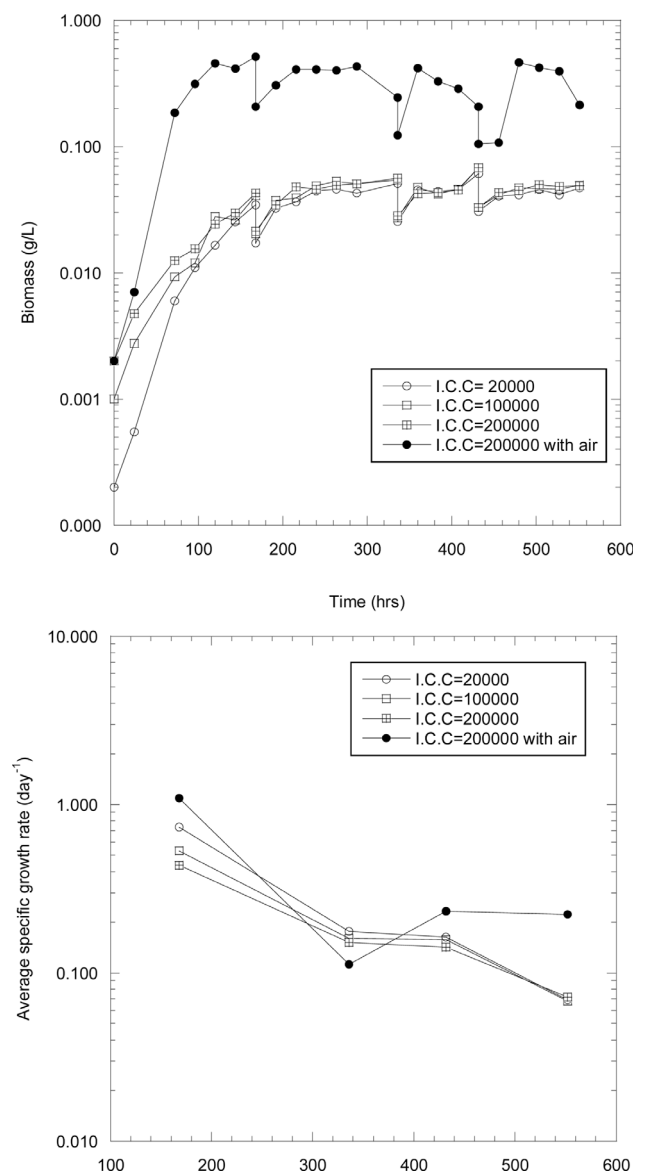 1.000
0.100
0.010
0.001
0.000
Biomass (g/L)
I.C.C= 20000
I.C.C=100000
I.C.C=200000
I.C.C=200000 with air
0 100 200 300 400 500 600
Time (hrs)
10.000
1.000
0.100
0.010
Average specific growth rate (day⁻¹)
I.C.C=20000
I.C.C=100000
I.C.C=200000
I.C.C=200000 with air
100 200 300 400 500 600